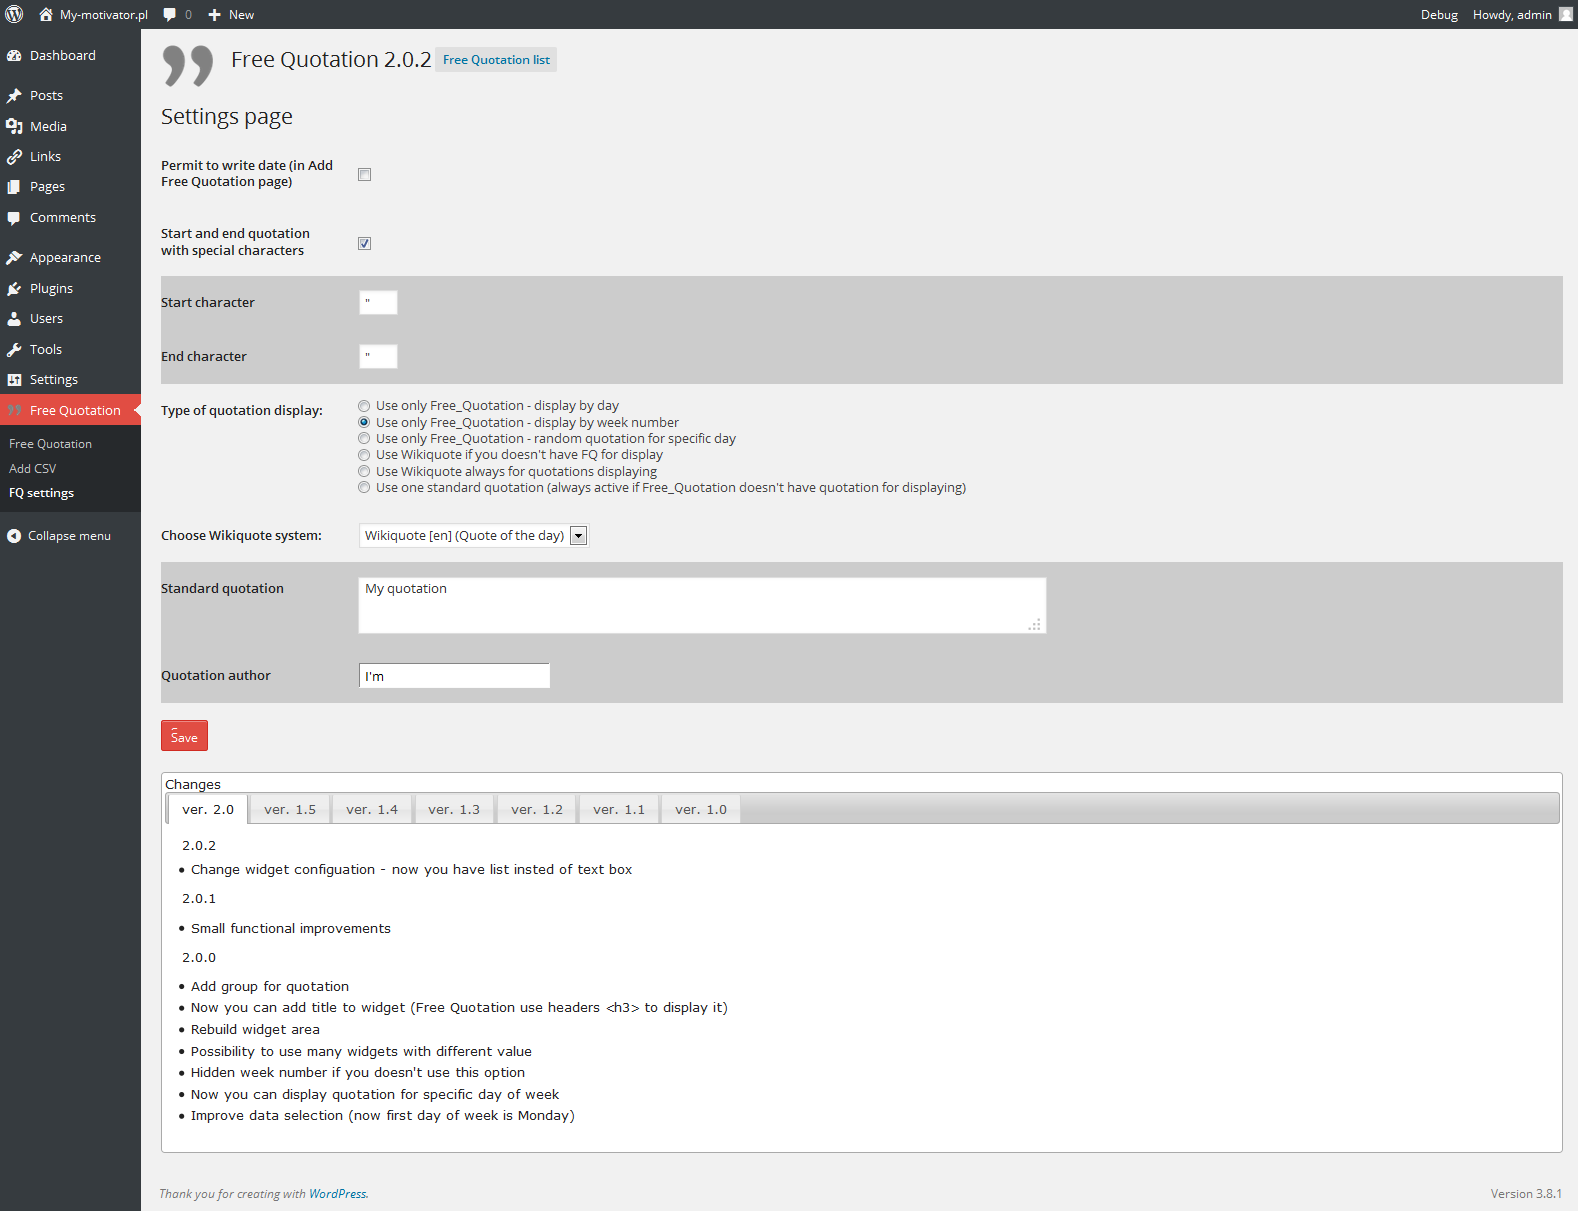 My-motivator.pl 0 New Debug Howdy, admin
Dashboard
Posts
Media
Links
Pages
Comments
Appearance
Plugins
Users
Tools
Settings
Free Quotation
Free Quotation
Add CSV
FQ settings
Collapse menu
Free Quotation 2.0.2 Free Quotation list
Settings page
Permit to write date (in Add
Free Quotation page)
Start and end quotation
with special characters
Start character "
End character "
Type of quotation display:
Use only Free_Quotation - display by day
Use only Free_Quotation - display by week number
Use only Free_Quotation - random quotation for specific day
Use Wikiquote if you doesn't have FQ for display
Use Wikiquote always for quotations displaying
Use one standard quotation (always active if Free_Quotation doesn't have quotation for displaying)
Choose Wikiquote system: Wikiquote [en] (Quote of the day)
Standard quotation My quotation
Quotation author I'm
Save
Changes
ver. 2.0 ver. 1.5 ver. 1.4 ver. 1.3 ver. 1.2 ver. 1.1 ver. 1.0
2.0.2
• Change widget configuation - now you have list insted of text box
2.0.1
• Small functional improvements
2.0.0
• Add group for quotation
• Now you can add title to widget (Free Quotation use headers <h3> to display it)
• Rebuild widget area
• Possibility to use many widgets with different value
• Hidden week number if you doesn't use this option
• Now you can display quotation for specific day of week
• Improve data selection (now first day of week is Monday)
Thank you for creating with WordPress. Version 3.8.1